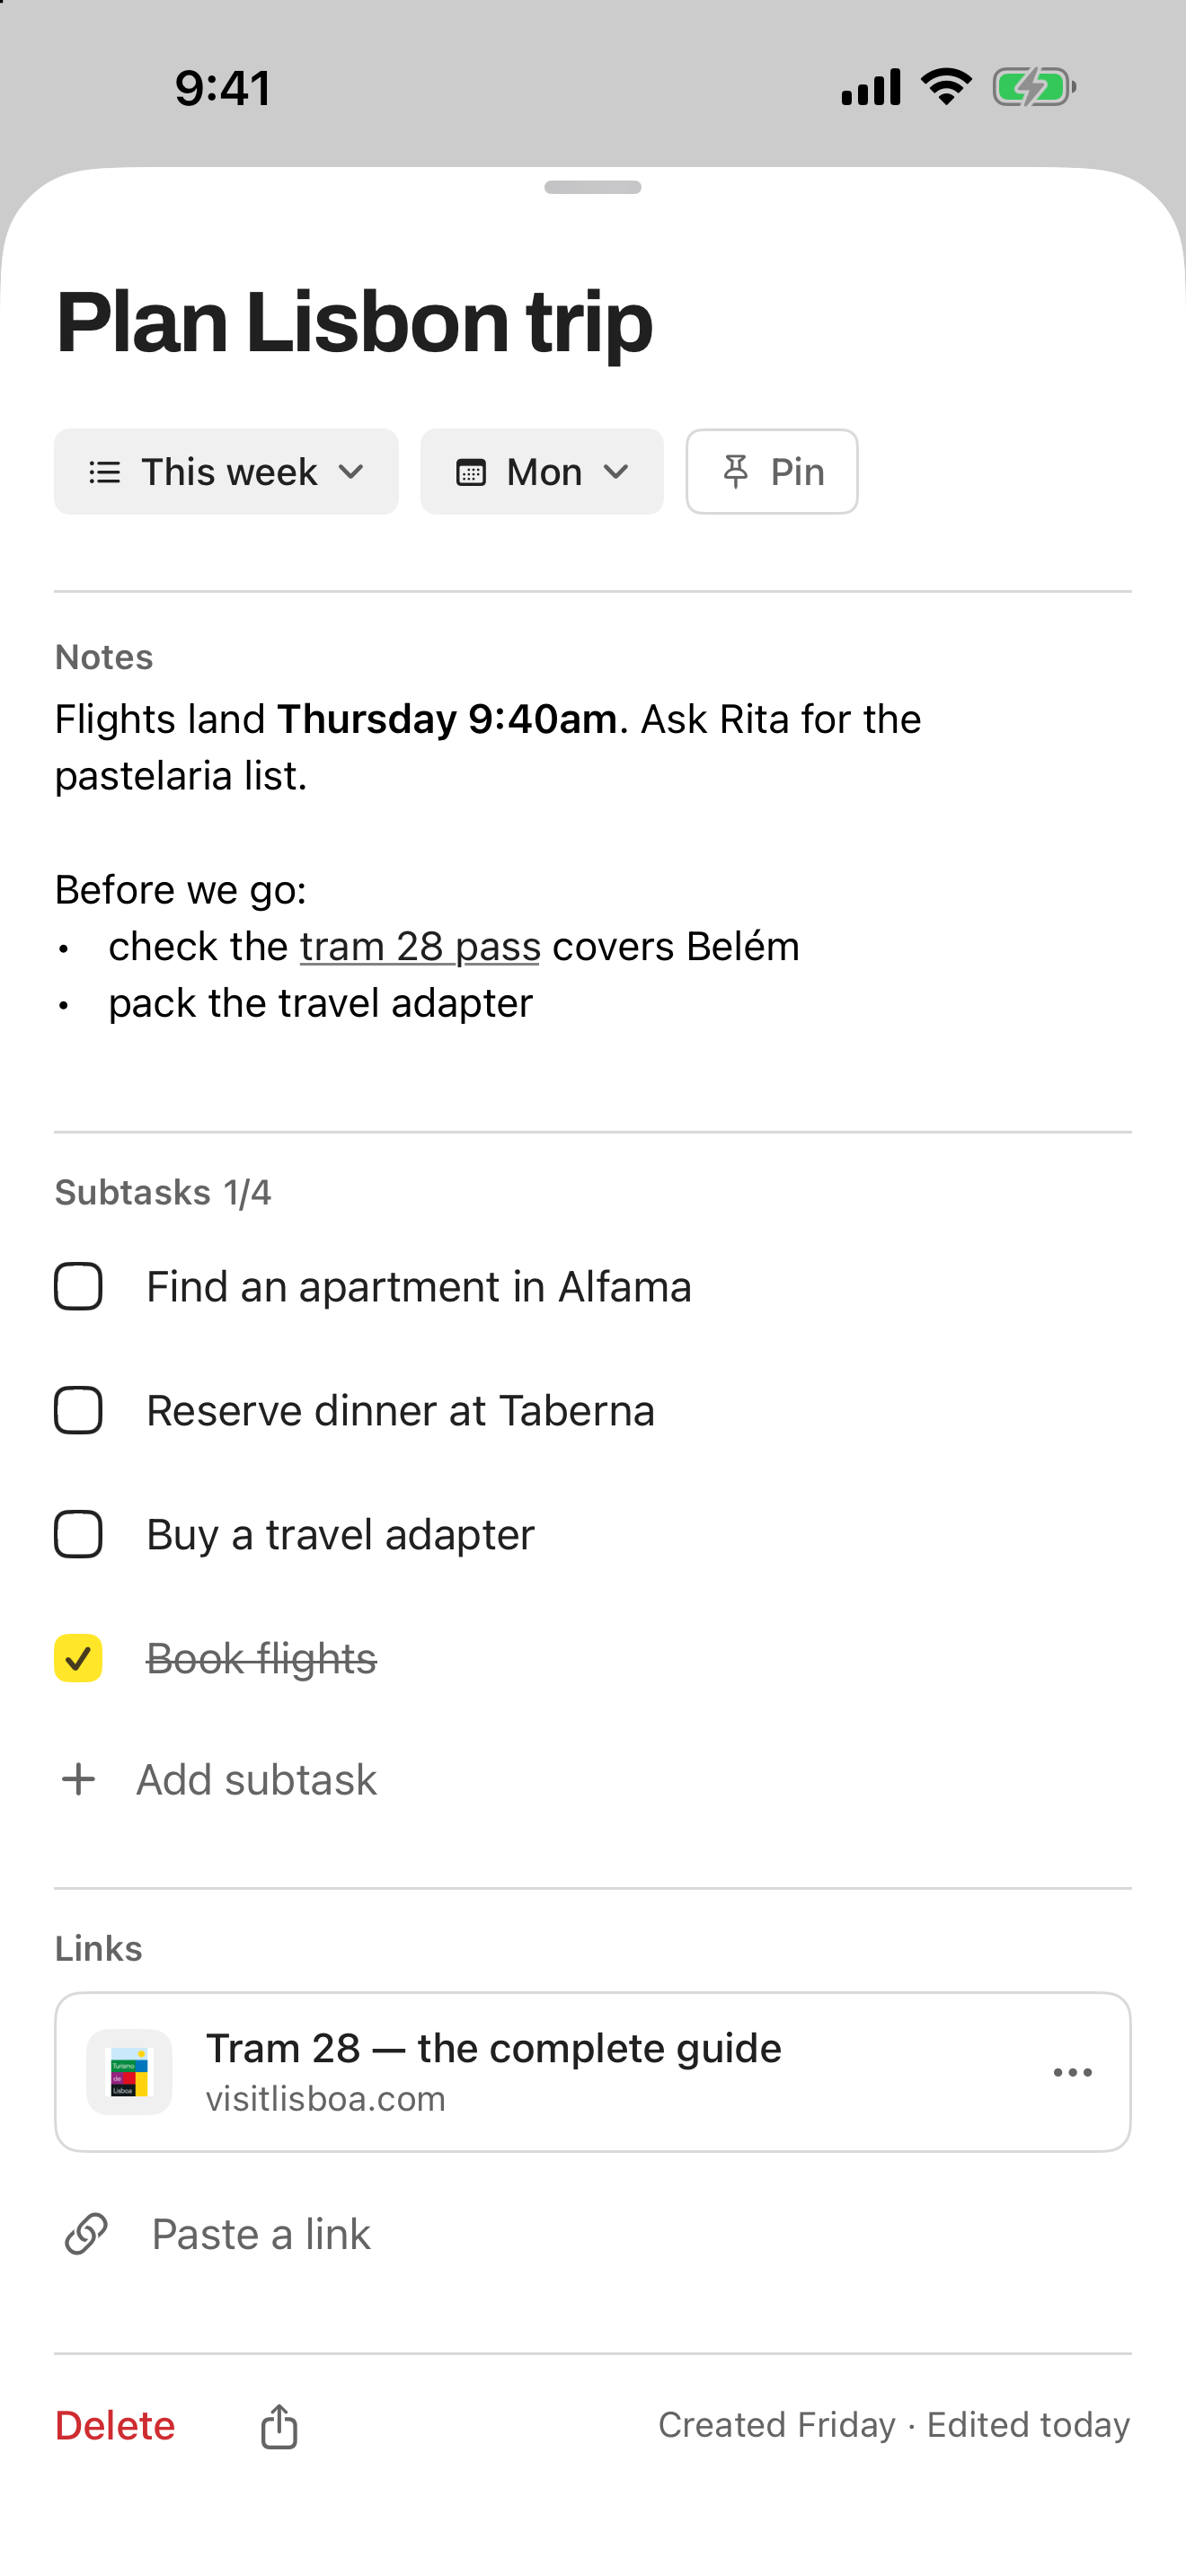 9:41
Plan Lisbon trip
This week
Mon
Pin
Notes
Flights land Thursday 9:40am. Ask Rita for the
pastelaria list.
Before we go:
• check the tram 28 pass covers Belém
• pack the travel adapter
Subtasks 1/4
Find an apartment in Alfama
Reserve dinner at Taberna
Buy a travel adapter
Book flights
Add subtask
Links
Turismo
de
Lisboa
Tram 28 — the complete guide
visitlisboa.com
Paste a link
Delete
Created Friday · Edited today